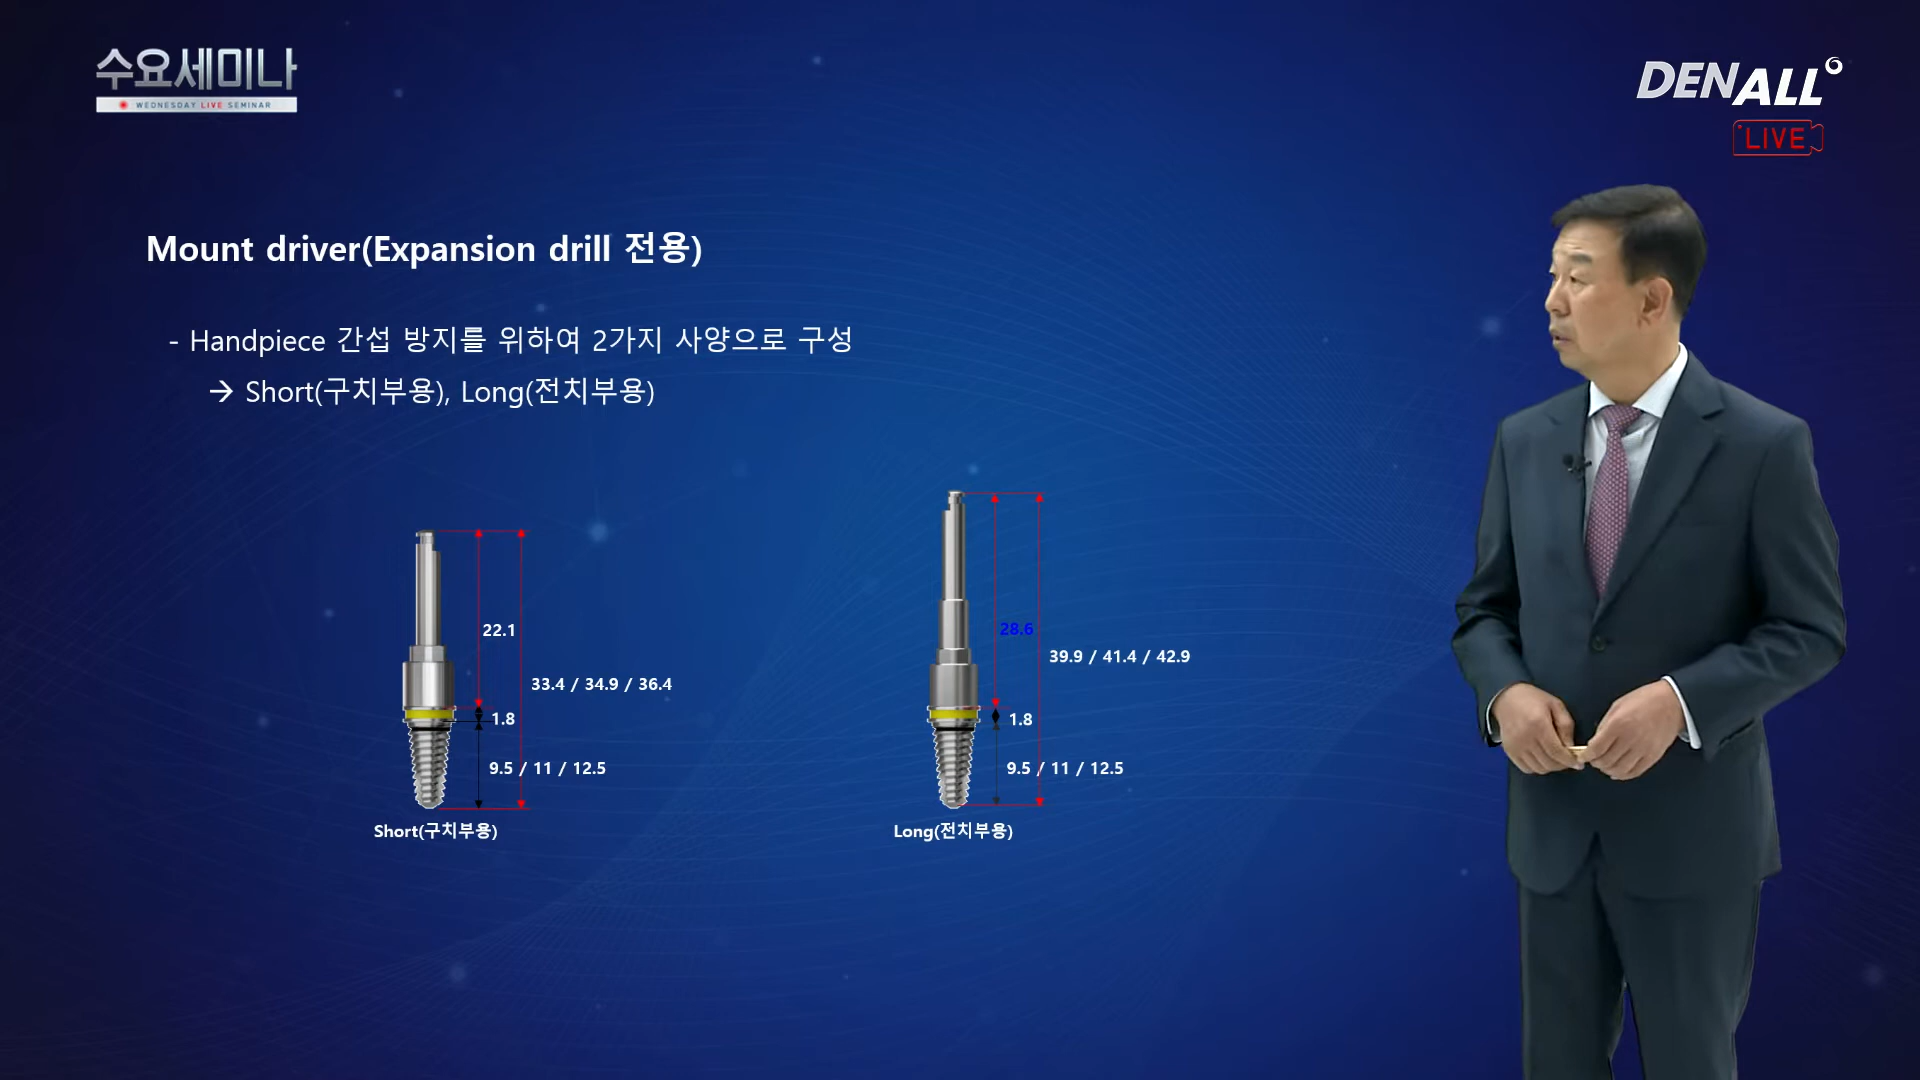 수요세미나
WEDNESDAY LIVE SEMINAR
DENALL
LIVE
Mount driver(Expansion drill 전용)
- Handpiece 간섭 방지를 위하여 2가지 사양으로 구성
→ Short(구치부용), Long(전치부용)
22.1
33.4 / 34.9 / 36.4
1.8
9.5 / 11 / 12.5
Short(구치부용)
28.6
39.9 / 41.4 / 42.9
1.8
9.5 / 11 / 12.5
Long(전치부용)